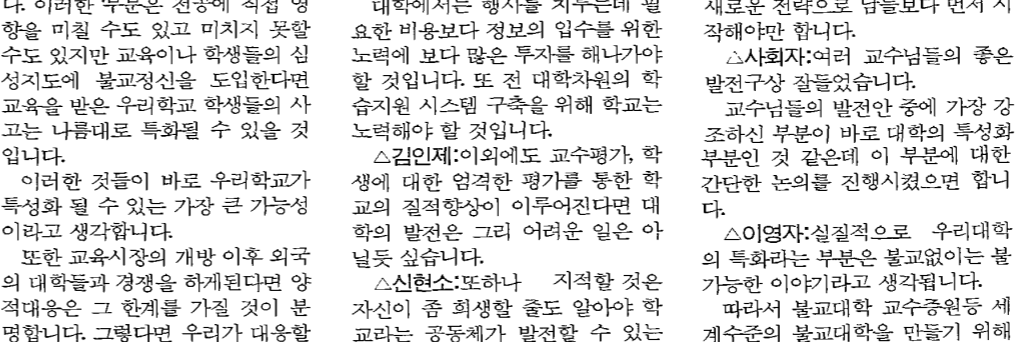 다. 이러한 부분은 전공에 직접 영
향을 미칠 수도 있고 미치지 못할
수도 있지만 교육이나 학생들의 심
성지도에 불교정신을 도입한다면
교육을 받은 우리학교 학생들의 사
고는 나름대로 특화될 수 있을 것
입니다.
이러한 것들이 바로 우리학교가
특성화 될 수 있는 가장 큰 가능성
이라고 생각합니다.
또한 교육시장의 개방 이후 외국
의 대학들과 경쟁을 하게된다면 양
적대응은 그 한계를 가질 것이 분
명합니다. 그렇다면 우리가 대응할
대학에서는 행사를 치루는데 필
요한 비용보다 정보의 입수를 위한
노력에 보다 많은 투자를 해나가야
할 것입니다. 또 전 대학차원의 학
습지원 시스템 구축을 위해 학교는
노력해야 할 것입니다.
△김인제:이외에도 교수평가, 학
생에 대한 엄격한 평가를 통한 학
교의 질적향상이 이루어진다면 대
학의 발전은 그리 어려운 일은 아
닐듯 싶습니다.
△신현소:또하나 지적할 것은
자신이 좀 희생할 줄도 알아야 학
교라는 공동체가 발전할 수 있는
새로운 전략으로 남들보다 먼저 시
작해야만 합니다.
△사회자:여러 교수님들의 좋은
발전구상 잘들었습니다.
교수님들의 발전안 중에 가장 강
조하신 부분이 바로 대학의 특성화
부분인 것 같은데 이 부분에 대한
간단한 논의를 진행시켰으면 합니
다.
△이영자:실질적으로 우리대학
의 특화라는 부분은 불교없이는 불
가능한 이야기라고 생각됩니다.
따라서 불교대학 교수증원등 세
계수준의 불교대학을 만들기 위해